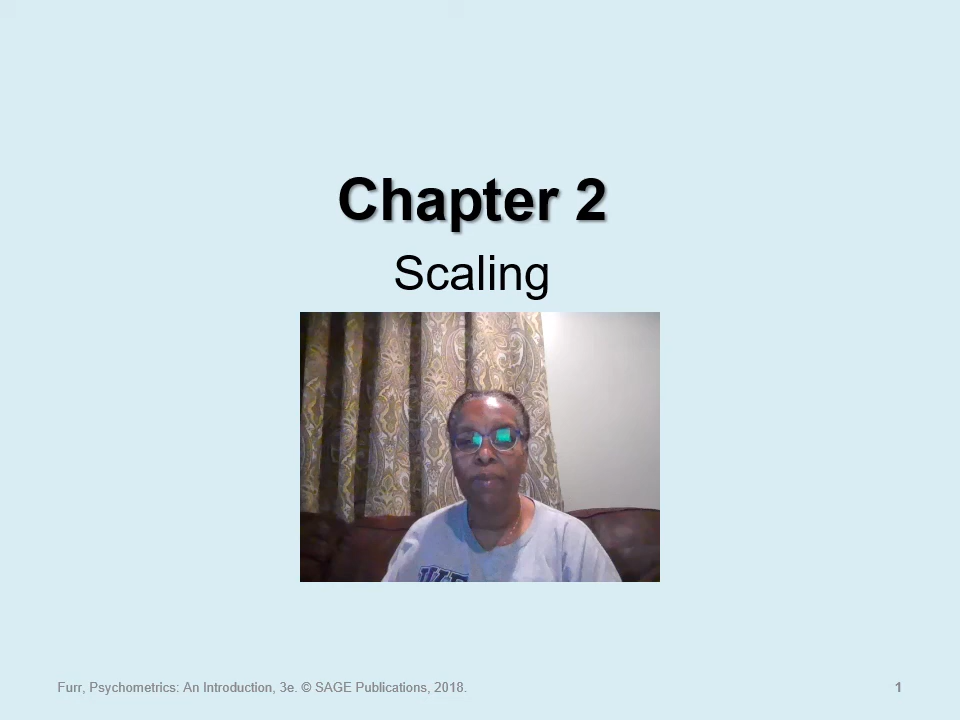 Chapter 2
Scaling
Furr, Psychometrics: An Introduction, 3e. © SAGE Publications, 2018.
1